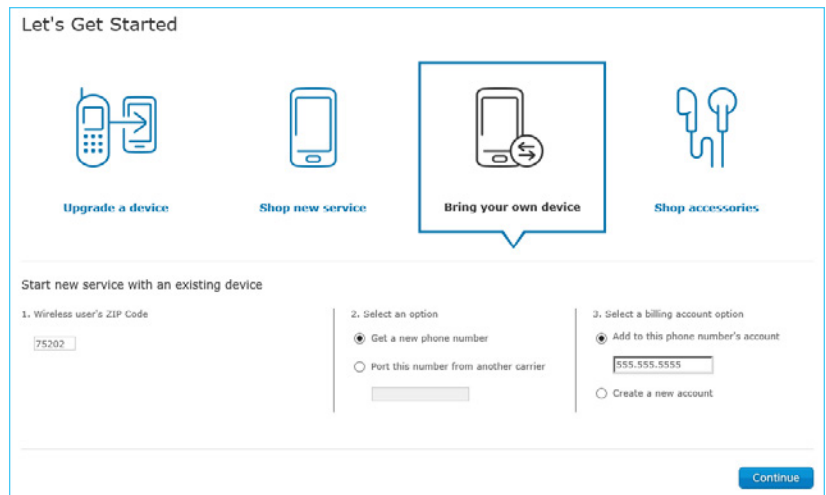 Let's Get Started
Upgrade a device
Shop new service
Bring your own device
Shop accessories
Start new service with an existing device
1. Wireless user's ZIP Code
75202
2. Select an option
Get a new phone number
Port this number from another carrier
3. Select a billing account option
Add to this phone number's account
555.555.5555
Create a new account
Continue